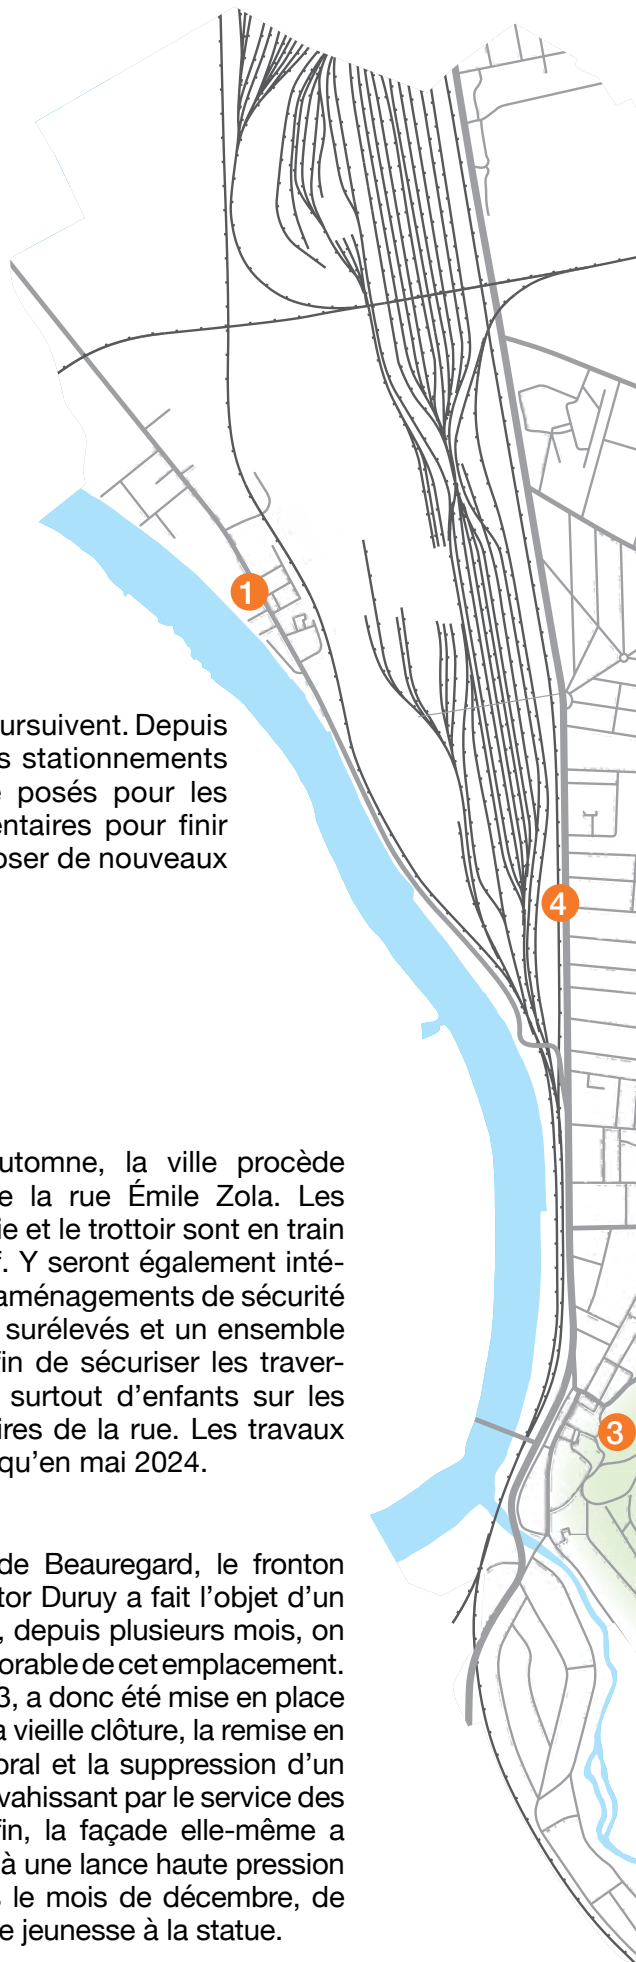 1
oursuivent. Depuis
s stationnements
posés pour les
entaires pour finir
oser de nouveaux
4
utomne, la ville procède
e la rue Émile Zola. Les
ie et le trottoir sont en train
f. Y seront également inté-
aménagements de sécurité
surélevés et un ensemble
fin de sécuriser les traver-
surtout d'enfants sur les
ires de la rue. Les travaux
qu'en mai 2024.
3
de Beauregard, le fronton
tor Duruy a fait l'objet d'un
, depuis plusieurs mois, on
orable de cet emplacement.
3, a donc été mise en place
a vieille clôture, la remise en
oral et la suppression d'un
vahissant par le service des
fin, la façade elle-même a
à une lance haute pression
s le mois de décembre, de
e jeunesse à la statue.